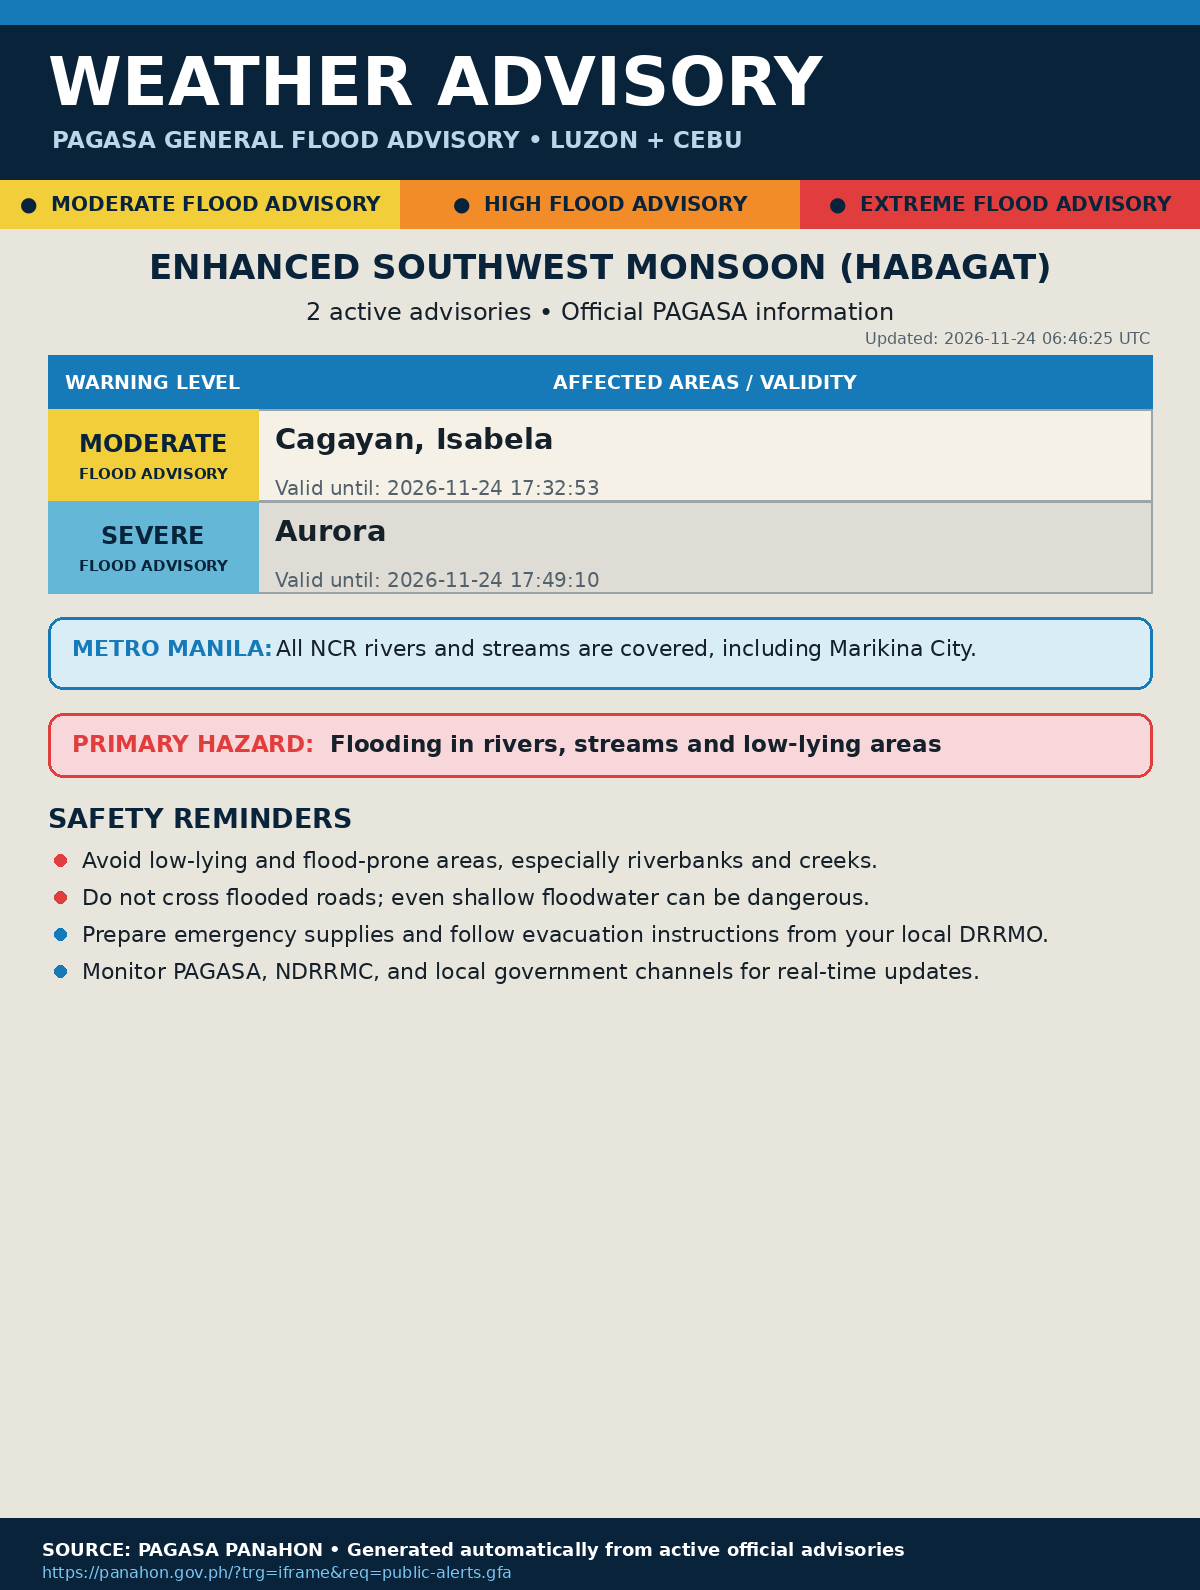 WEATHER ADVISORY
PAGASA GENERAL FLOOD ADVISORY • LUZON + CEBU
● MODERATE FLOOD ADVISORY ● HIGH FLOOD ADVISORY ● EXTREME FLOOD ADVISORY
ENHANCED SOUTHWEST MONSOON (HABAGAT)
2 active advisories • Official PAGASA information
Updated: 2026-11-24 06:46:25 UTC
WARNING LEVEL AFFECTED AREAS / VALIDITY
MODERATE
FLOOD ADVISORY
Cagayan, Isabela
Valid until: 2026-11-24 17:32:53
SEVERE
FLOOD ADVISORY
Aurora
Valid until: 2026-11-24 17:49:10
METRO MANILA: All NCR rivers and streams are covered, including Marikina City.
PRIMARY HAZARD: Flooding in rivers, streams and low-lying areas
SAFETY REMINDERS
Avoid low-lying and flood-prone areas, especially riverbanks and creeks.
Do not cross flooded roads; even shallow floodwater can be dangerous.
Prepare emergency supplies and follow evacuation instructions from your local DRRMO.
Monitor PAGASA, NDRRMC, and local government channels for real-time updates.
SOURCE: PAGASA PANaHON • Generated automatically from active official advisories
https://panahon.gov.ph/?trg=iframe&req=public-alerts.gfa